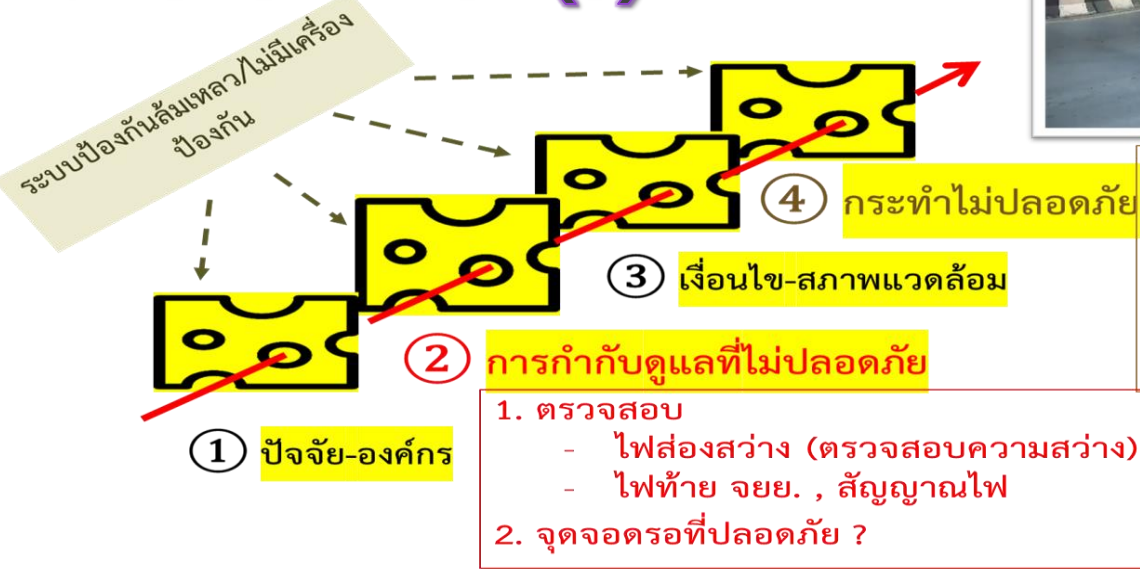 ระบบป้องกันล้มเหลว/ไม่มีเครื่อง
ป้องกัน
④ กระทำไม่ปลอดภัย
③ เงื่อนไข-สภาพแวดล้อม
② การกำกับดูแลที่ไม่ปลอดภัย
① ปัจจัย-องค์กร
1. ตรวจสอบ
- ไฟส่องสว่าง (ตรวจสอบความสว่าง)
- ไฟท้าย จยย. , สัญญาณไฟ
2. จุดจอดรอที่ปลอดภัย ?